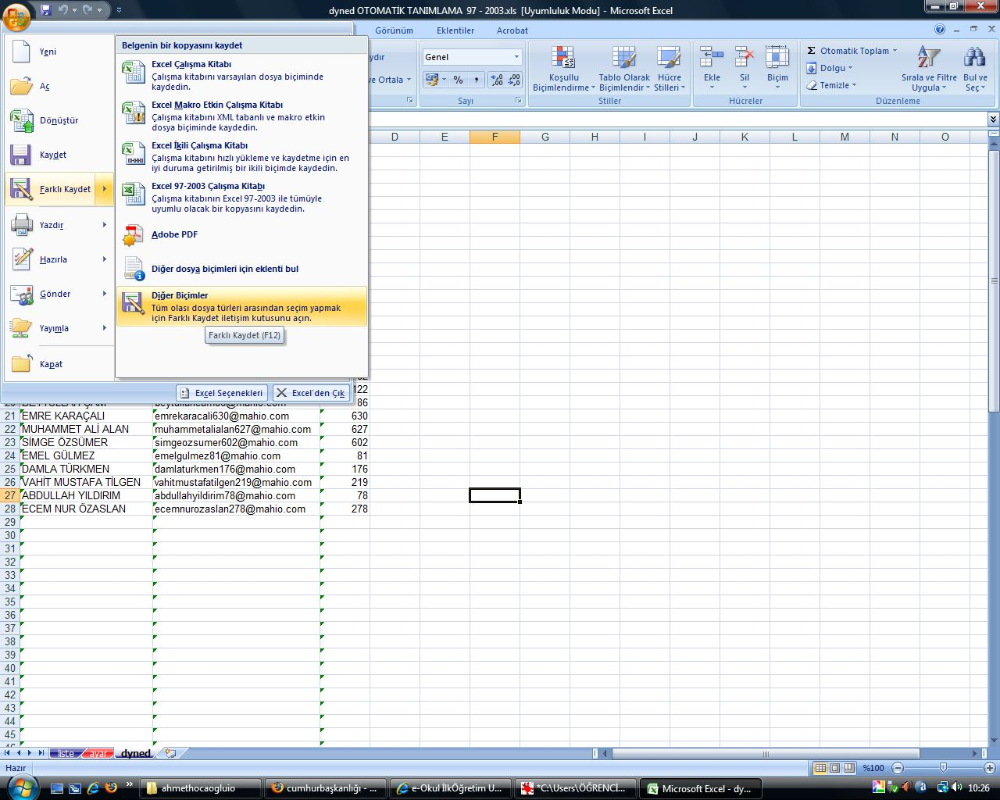 dyned OTOMATİK TANIMLAMA 97 - 2003.xls [Uyumluluk Modu] - Microsoft Excel
Görünüm Eklentiler Acrobat
Yeni
Aç
Dönüştür
Kaydet
Farklı Kaydet
Yazdır
Hazırla
Gönder
Yayımla
Kapat
Belgenin bir kopyasını kaydet
Excel Çalışma Kitabı
Çalışma kitabını varsayılan dosya biçiminde
kaydedin.
Excel Makro Etkin Çalışma Kitabı
Çalışma kitabını XML tabanlı ve makro etkin
dosya biçiminde kaydedin.
Excel İkili Çalışma Kitabı
Çalışma kitabını hızlı yükleme ve kaydetme için en
iyi duruma getirilmiş bir ikili biçimde kaydedin.
Excel 97-2003 Çalışma Kitabı
Çalışma kitabının Excel 97-2003 ile tümüyle
uyumlu olacak bir kopyasını kaydedin.
Adobe PDF
Diğer dosya biçimleri için eklenti bul
Diğer Biçimler
Tüm olası dosya türleri arasından seçim yapmak
için Farklı Kaydet iletişim kutusunu açın.
Farklı Kaydet (F12)
Excel Seçenekleri Excel'den Çık
ve Ortala
Genel
% ,
Sayı
Koşullu
Biçimlendirme
Tablo Olarak
Biçimlendir
Hücre
Stilleri
Stiller
Ekle Sil Biçim
Hücreler
Σ Otomatik Toplam
Dolgu
Temizle
Sırala ve Filtre
Uygula
Bul ve
Seç
Düzenleme
D E F G H I J K L M N O
122
86
21 EMRE KARAÇALI emrekaracali630@mahio.com 630
22 MUHAMMET ALİ ALAN muhammetalialan627@mahio.com 627
23 SİMGE ÖZSÜMER simgeozsumer602@mahio.com 602
24 EMEL GÜLMEZ emelgulmez81@mahio.com 81
25 DAMLA TÜRKMEN damlaturkmen176@mahio.com 176
26 VAHİT MUSTAFA TİLGEN vahitmustafatilgen219@mahio.com 219
27 ABDULLAH YILDIRIM abdullahyildirim78@mahio.com 78
28 ECEM NUR ÖZASLAN ecemnurozaslan278@mahio.com 278
29
30
31
32
33
34
35
36
37
38
39
40
41
42
43
44
45
liste ayar dyned
Hazır %100
ahmethocaogluio cumhurbaşkanlığı - ... e-Okul İlkÖğretim U... *C:\Users\ÖĞRENCİ... Microsoft Excel - dy... 10:26